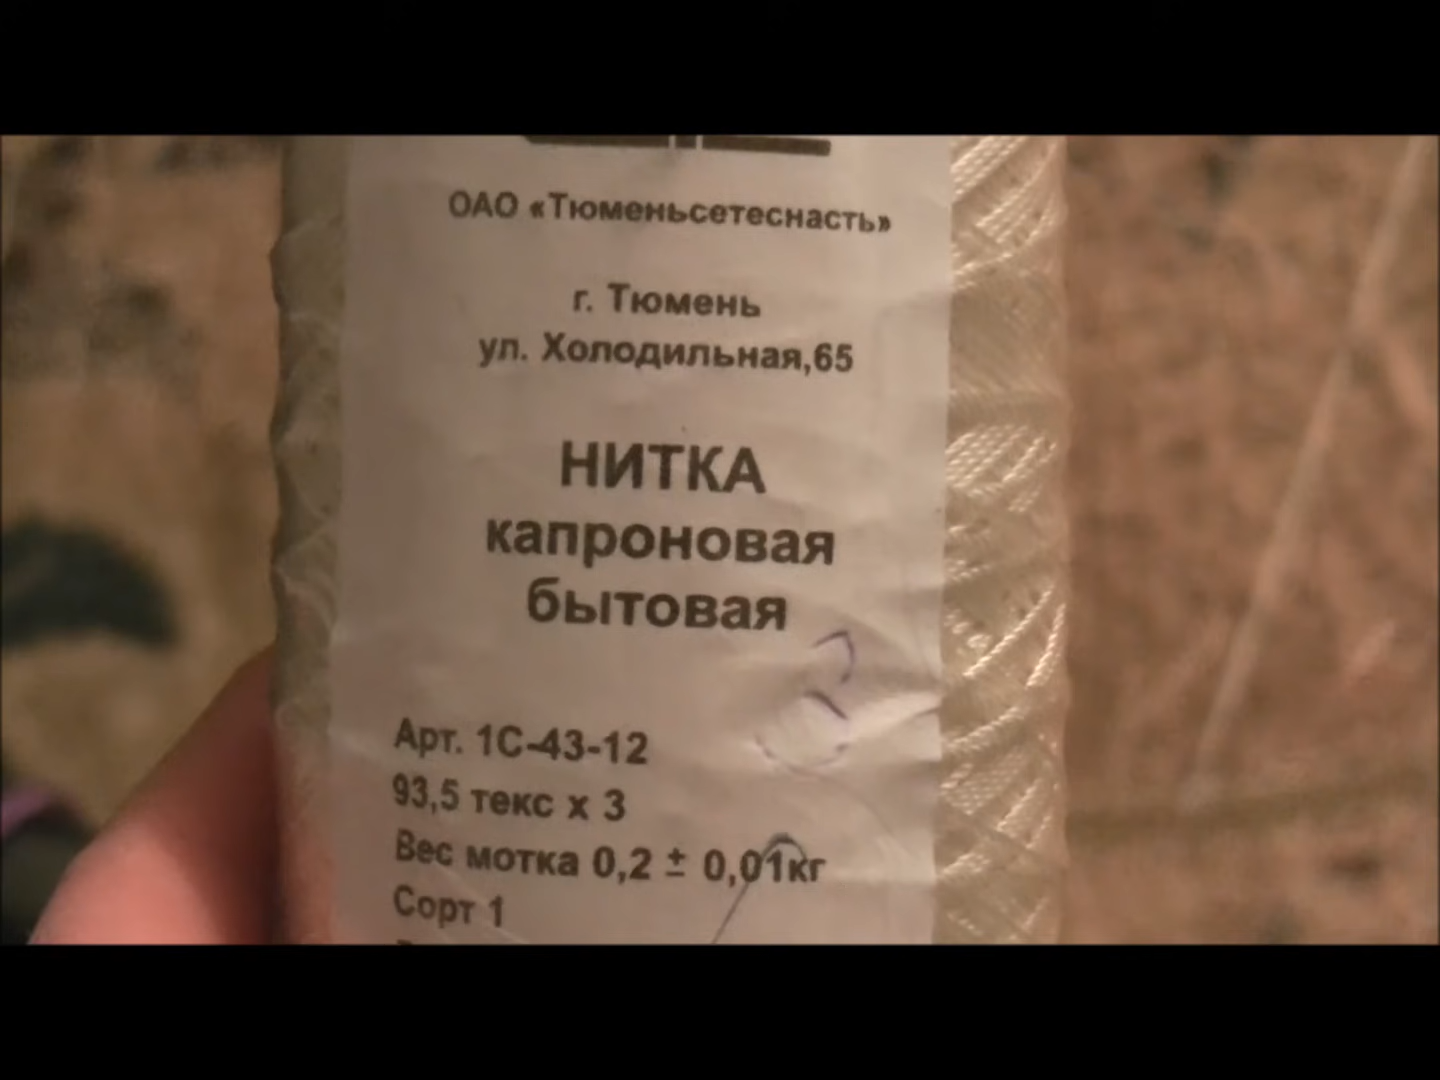 ОАО «Тюменьсетеснасть»
г. Тюмень
ул. Холодильная,65
НИТКА
капроновая
бытовая
Арт. 1С-43-12
93,5 текс х 3
Вес мотка 0,2 ± 0,01кг
Сорт 1